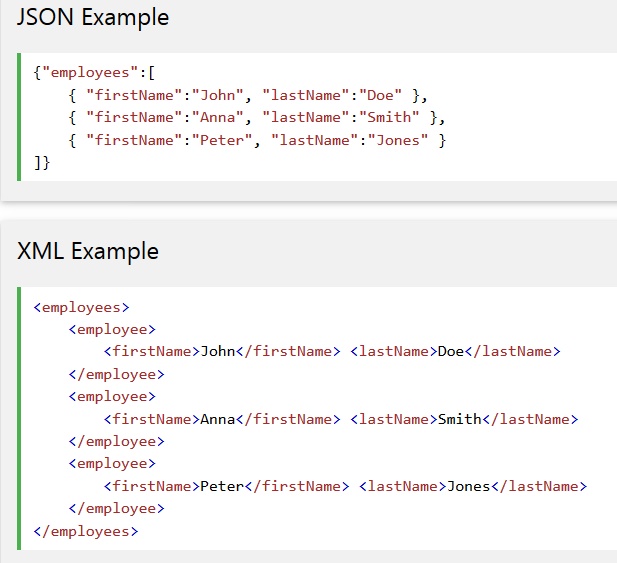 JSON Example
{"employees":[
    { "firstName":"John", "lastName":"Doe" },
    { "firstName":"Anna", "lastName":"Smith" },
    { "firstName":"Peter", "lastName":"Jones" }
]}
XML Example
<employees>
    <employee>
        <firstName>John</firstName> <lastName>Doe</lastName>
    </employee>
    <employee>
        <firstName>Anna</firstName> <lastName>Smith</lastName>
    </employee>
    <employee>
        <firstName>Peter</firstName> <lastName>Jones</lastName>
    </employee>
</employees>